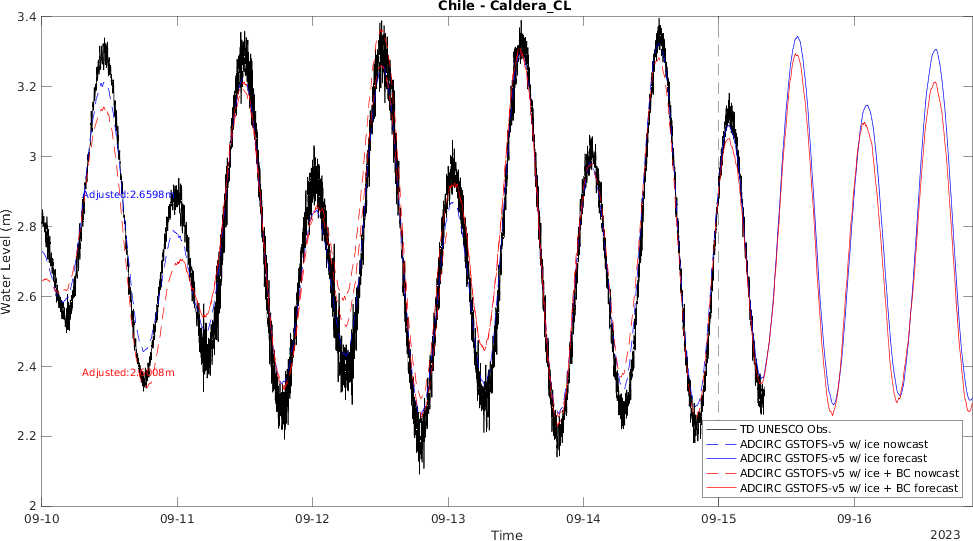 Chile - Caldera_CL
3.4
3.2
3
2.8
2.6
2.4
2.2
2
Water Level (m)
Adjusted:2.6598m
TD UNESCO Obs.
ADCIRC GSTOFS-v5 w/ ice nowcast
ADCIRC GSTOFS-v5 w/ ice forecast
ADCIRC GSTOFS-v5 w/ ice + BC nowcast
ADCIRC GSTOFS-v5 w/ ice + BC forecast
09-10
09-11
09-12
09-13
09-14
09-15
09-16
Time
2023